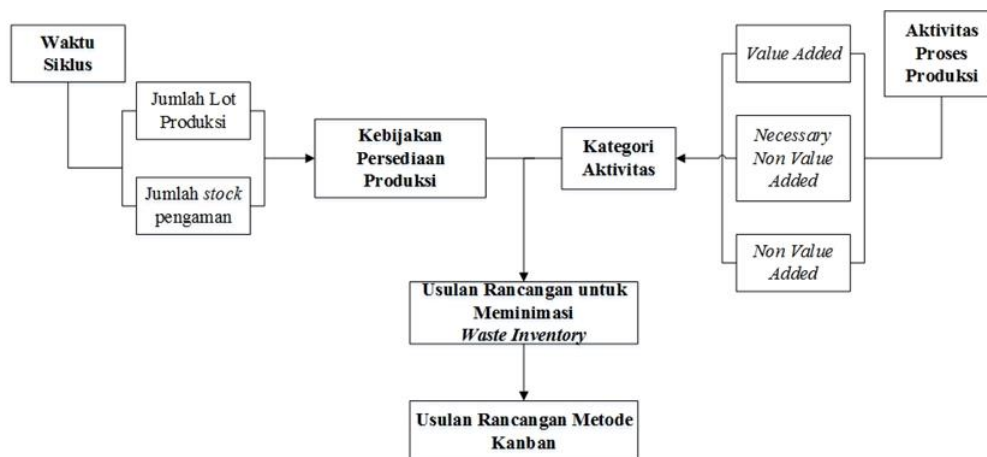 Waktu
Siklus
Jumlah Lot
Produksi
Jumlah stock
pengaman
Kebijakan
Persediaan
Produksi
Kategori
Aktivitas
Value Added
Necessary
Non Value
Added
Non Value
Added
Aktivitas
Proses
Produksi
Usulan Rancangan untuk
Meminimasi
Waste Inventory
Usulan Rancangan Metode
Kanban